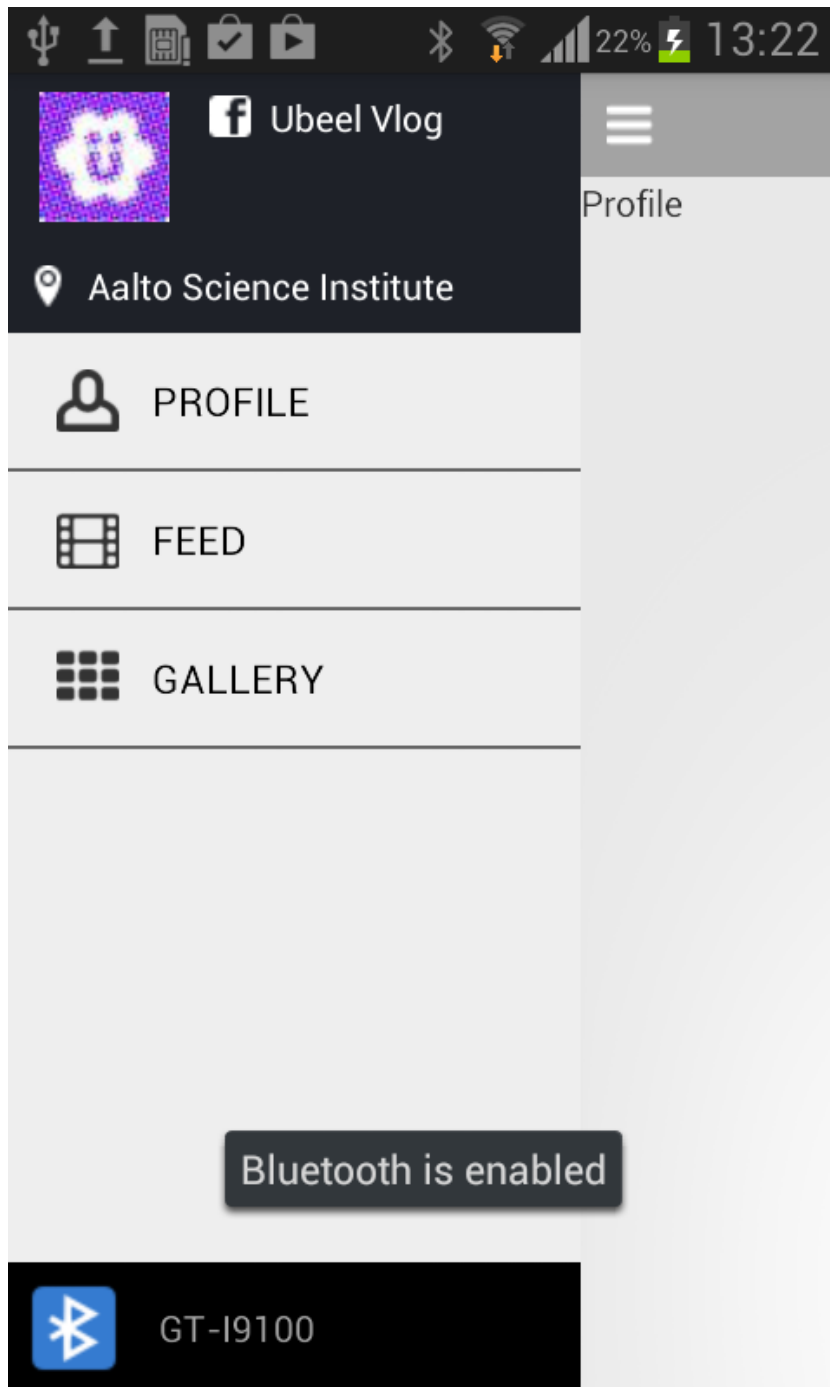 22% 13:22
Ubeel Vlog
Aalto Science Institute
Profile
PROFILE
FEED
GALLERY
Bluetooth is enabled
GT-I9100